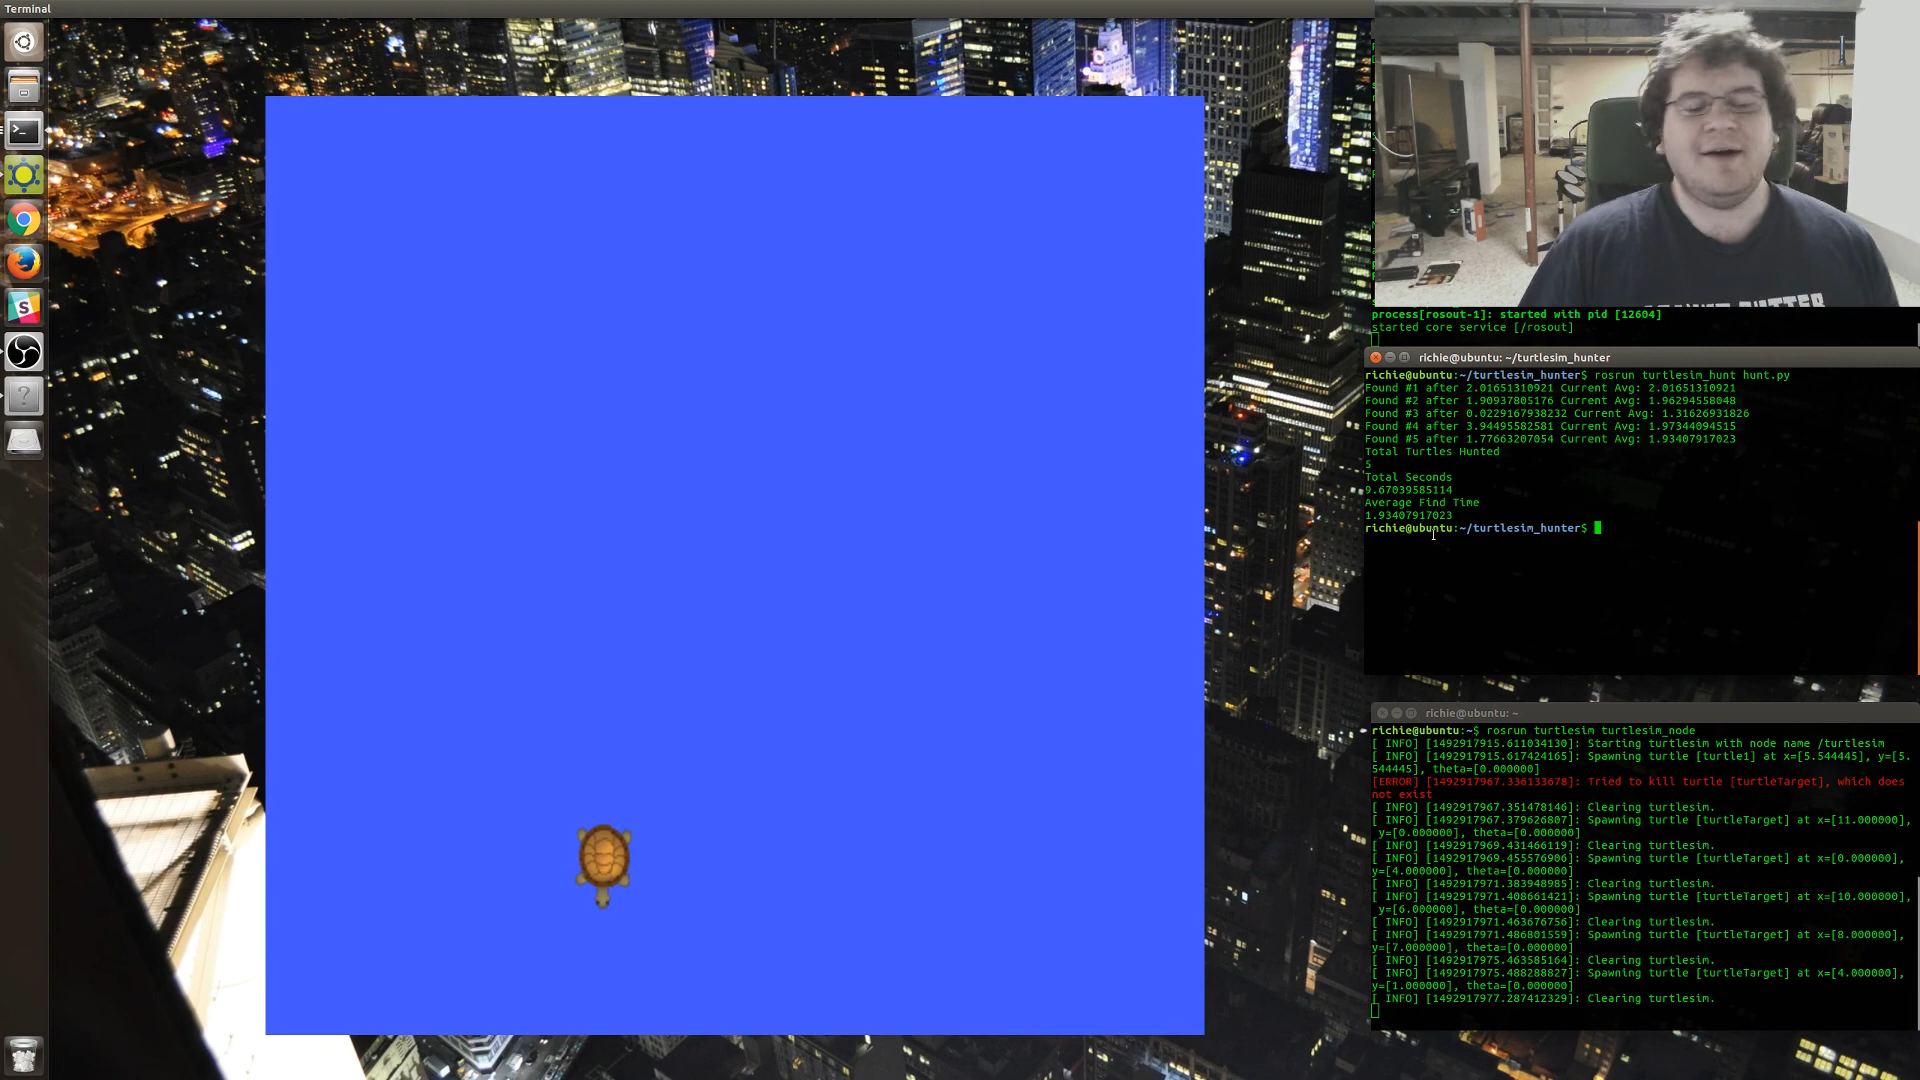 Terminal
process[rosout-1]: started with pid [12604]
started core service [/rosout]
richie@ubuntu: ~/turtlesim_hunter
richie@ubuntu:~/turtlesim_hunter$ rosrun turtlesim_hunt hunt.py
Found #1 after 2.01651310921 Current Avg: 2.01651310921
Found #2 after 1.90937805176 Current Avg: 1.96294558048
Found #3 after 0.0229167938232 Current Avg: 1.31626931826
Found #4 after 3.94495582581 Current Avg: 1.97344094515
Found #5 after 1.77663207054 Current Avg: 1.93407917023
Total Turtles Hunted
5
Total Seconds
9.67039585114
Average Find Time
1.93407917023
richie@ubuntu:~/turtlesim_hunter$
richie@ubuntu: ~
richie@ubuntu:~$ rosrun turtlesim turtlesim_node
[ INFO] [1492917915.611034130]: Starting turtlesim with node name /turtlesim
[ INFO] [1492917915.617424165]: Spawning turtle [turtle1] at x=[5.544445], y=[5.
544445], theta=[0.000000]
[ERROR] [1492917967.336133678]: Tried to kill turtle [turtleTarget], which does
not exist
[ INFO] [1492917967.351478146]: Clearing turtlesim.
[ INFO] [1492917967.379626807]: Spawning turtle [turtleTarget] at x=[11.000000],
y=[0.000000], theta=[0.000000]
[ INFO] [1492917969.431466119]: Clearing turtlesim.
[ INFO] [1492917969.455576906]: Spawning turtle [turtleTarget] at x=[0.000000],
y=[4.000000], theta=[0.000000]
[ INFO] [1492917971.383948985]: Clearing turtlesim.
[ INFO] [1492917971.408661421]: Spawning turtle [turtleTarget] at x=[10.000000],
y=[6.000000], theta=[0.000000]
[ INFO] [1492917971.463676756]: Clearing turtlesim.
[ INFO] [1492917971.486801559]: Spawning turtle [turtleTarget] at x=[8.000000],
y=[7.000000], theta=[0.000000]
[ INFO] [1492917975.463585164]: Clearing turtlesim.
[ INFO] [1492917975.488288827]: Spawning turtle [turtleTarget] at x=[4.000000],
y=[1.000000], theta=[0.000000]
[ INFO] [1492917977.287412329]: Clearing turtlesim.